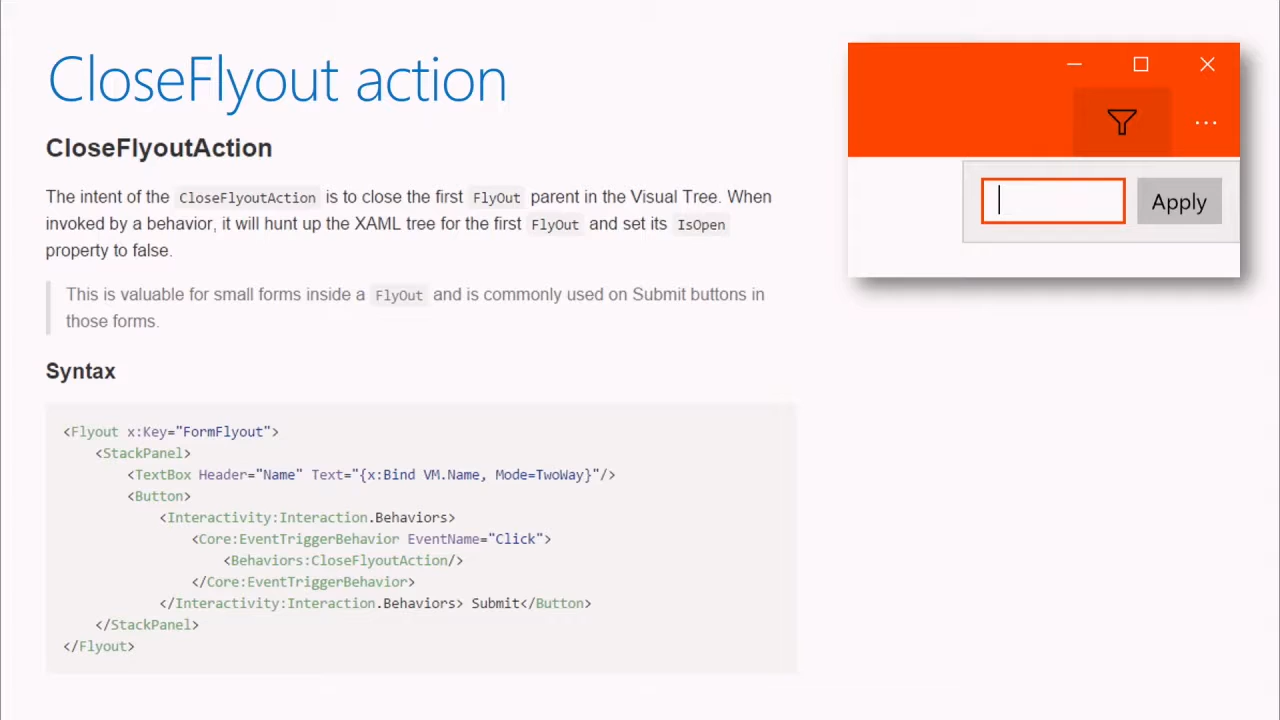 CloseFlyout action
CloseFlyoutAction
The intent of the CloseFlyoutAction is to close the first FlyOut parent in the Visual Tree. When
invoked by a behavior, it will hunt up the XAML tree for the first FlyOut and set its IsOpen
property to false.
This is valuable for small forms inside a FlyOut and is commonly used on Submit buttons in
those forms.
Syntax
<Flyout x:Key="FormFlyout">
    <StackPanel>
        <TextBox Header="Name" Text="{x:Bind VM.Name, Mode=TwoWay}"/>
        <Button>
            <Interactivity:Interaction.Behaviors>
                <Core:EventTriggerBehavior EventName="Click">
                    <Behaviors:CloseFlyoutAction/>
                </Core:EventTriggerBehavior>
            </Interactivity:Interaction.Behaviors> Submit</Button>
    </StackPanel>
</Flyout>
Apply